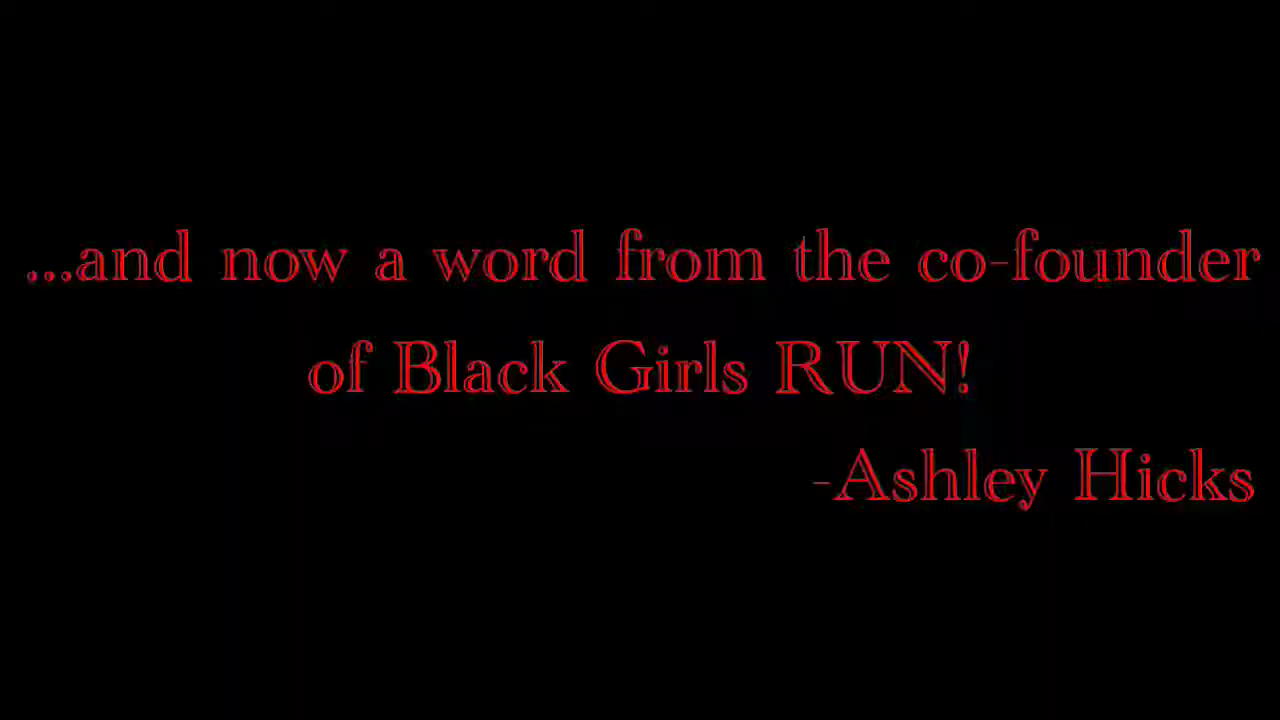 ...and now a word from the co-founder
of Black Girls RUN!
-Ashley Hicks